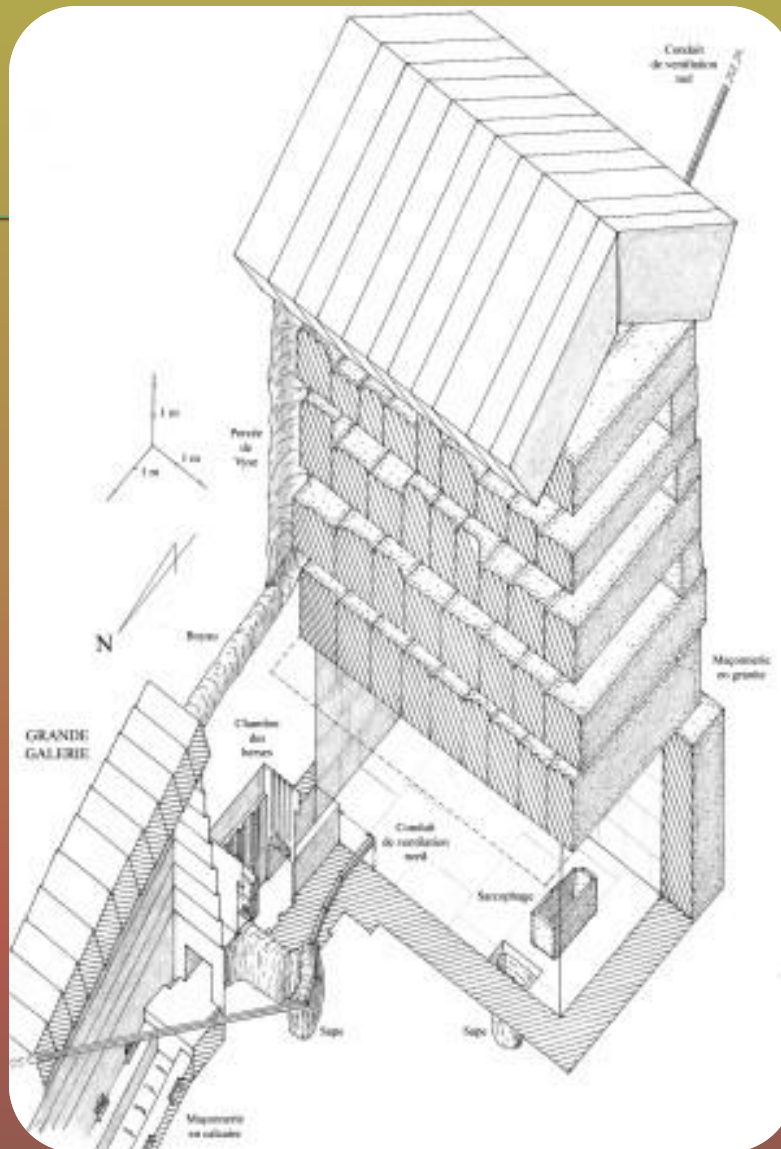 Conduit
de ventilation
sud
1 m
1 m
1 m
Percée
de
Vyse
N
Boyau
Maçonnerie
en granite
GRANDE
GALERIE
Chambre
des
herses
Conduit
de ventilation
nord
Sarcophage
Sape
Sape
Maçonnerie
en calcaire